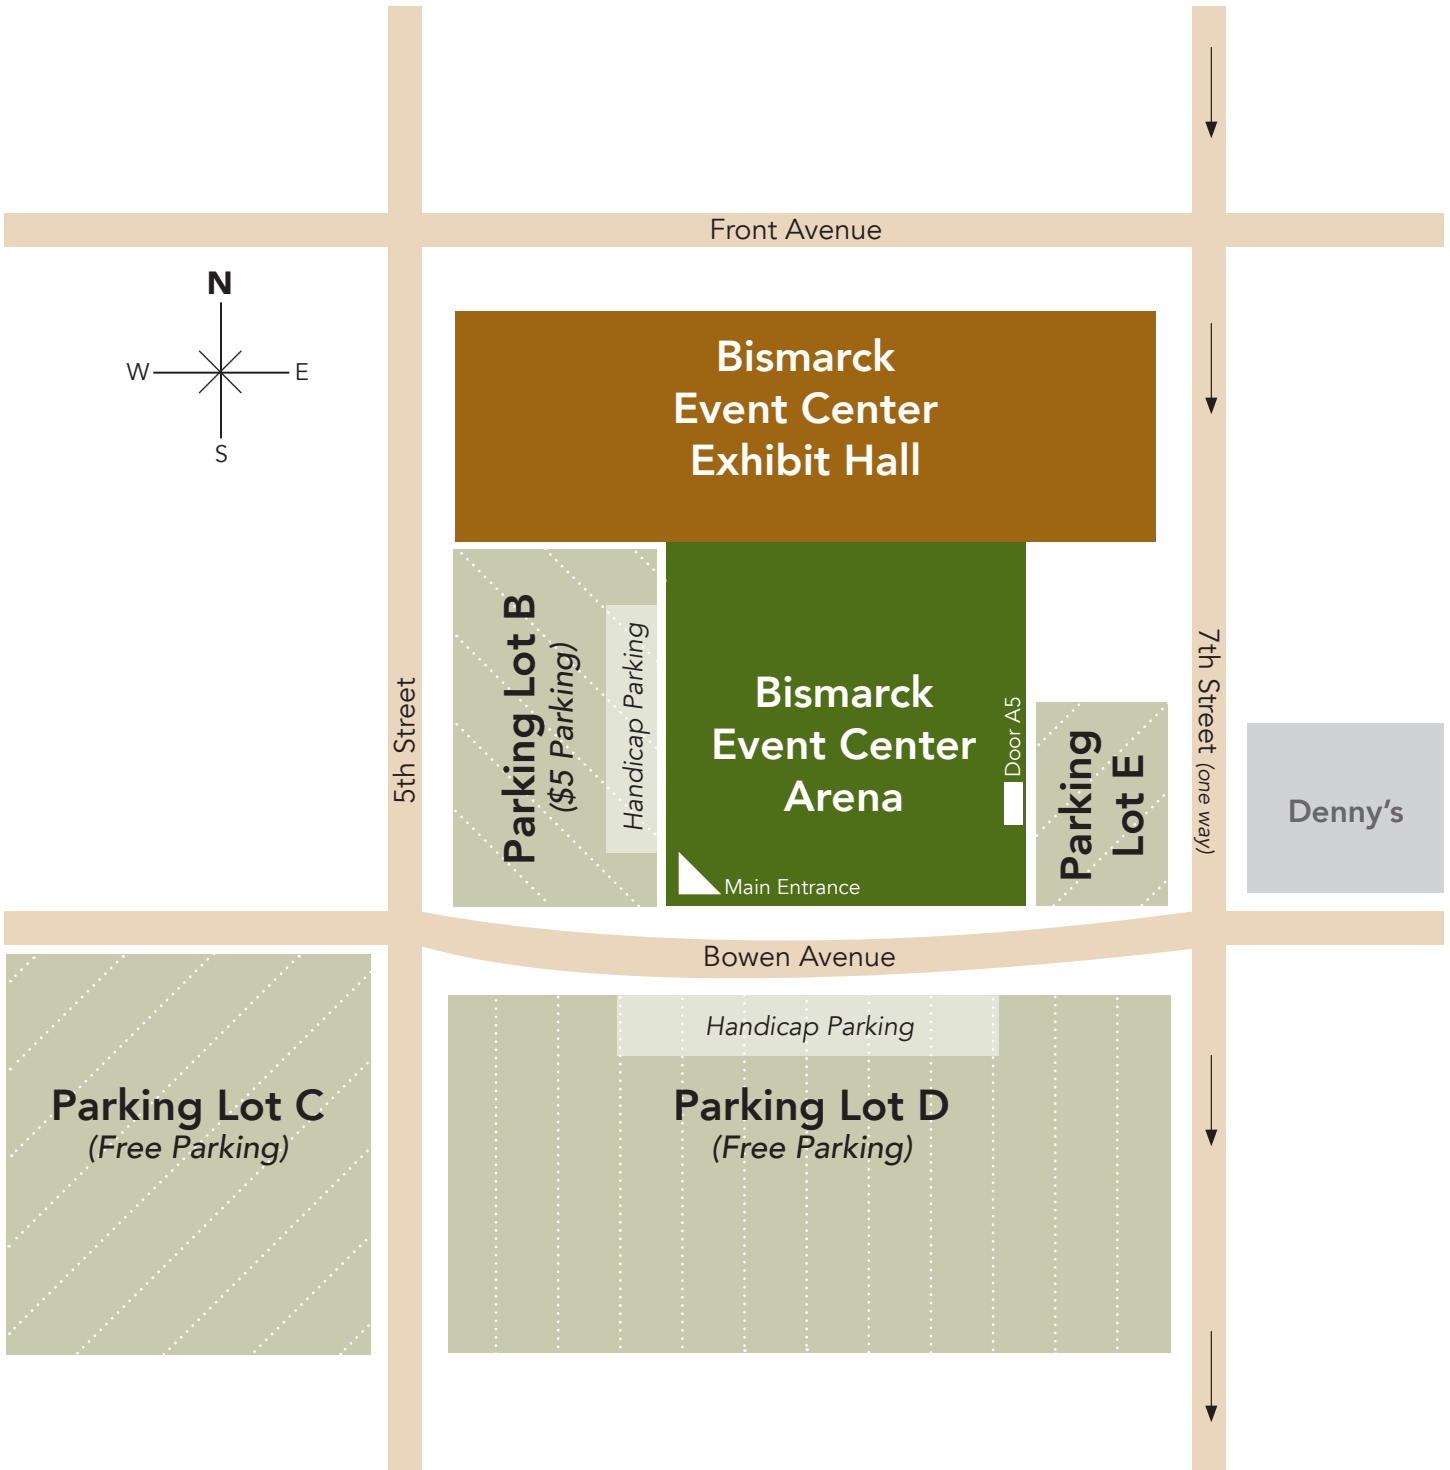 Front Avenue
N
W
E
S
Bismarck
Event Center
Exhibit Hall
5th Street
Parking Lot B
($5 Parking)
Handicap Parking
Bismarck
Event Center
Arena
Door A5
Main Entrance
Parking
Lot E
7th Street (one way)
Denny's
Bowen Avenue
Handicap Parking
Parking Lot C
(Free Parking)
Parking Lot D
(Free Parking)